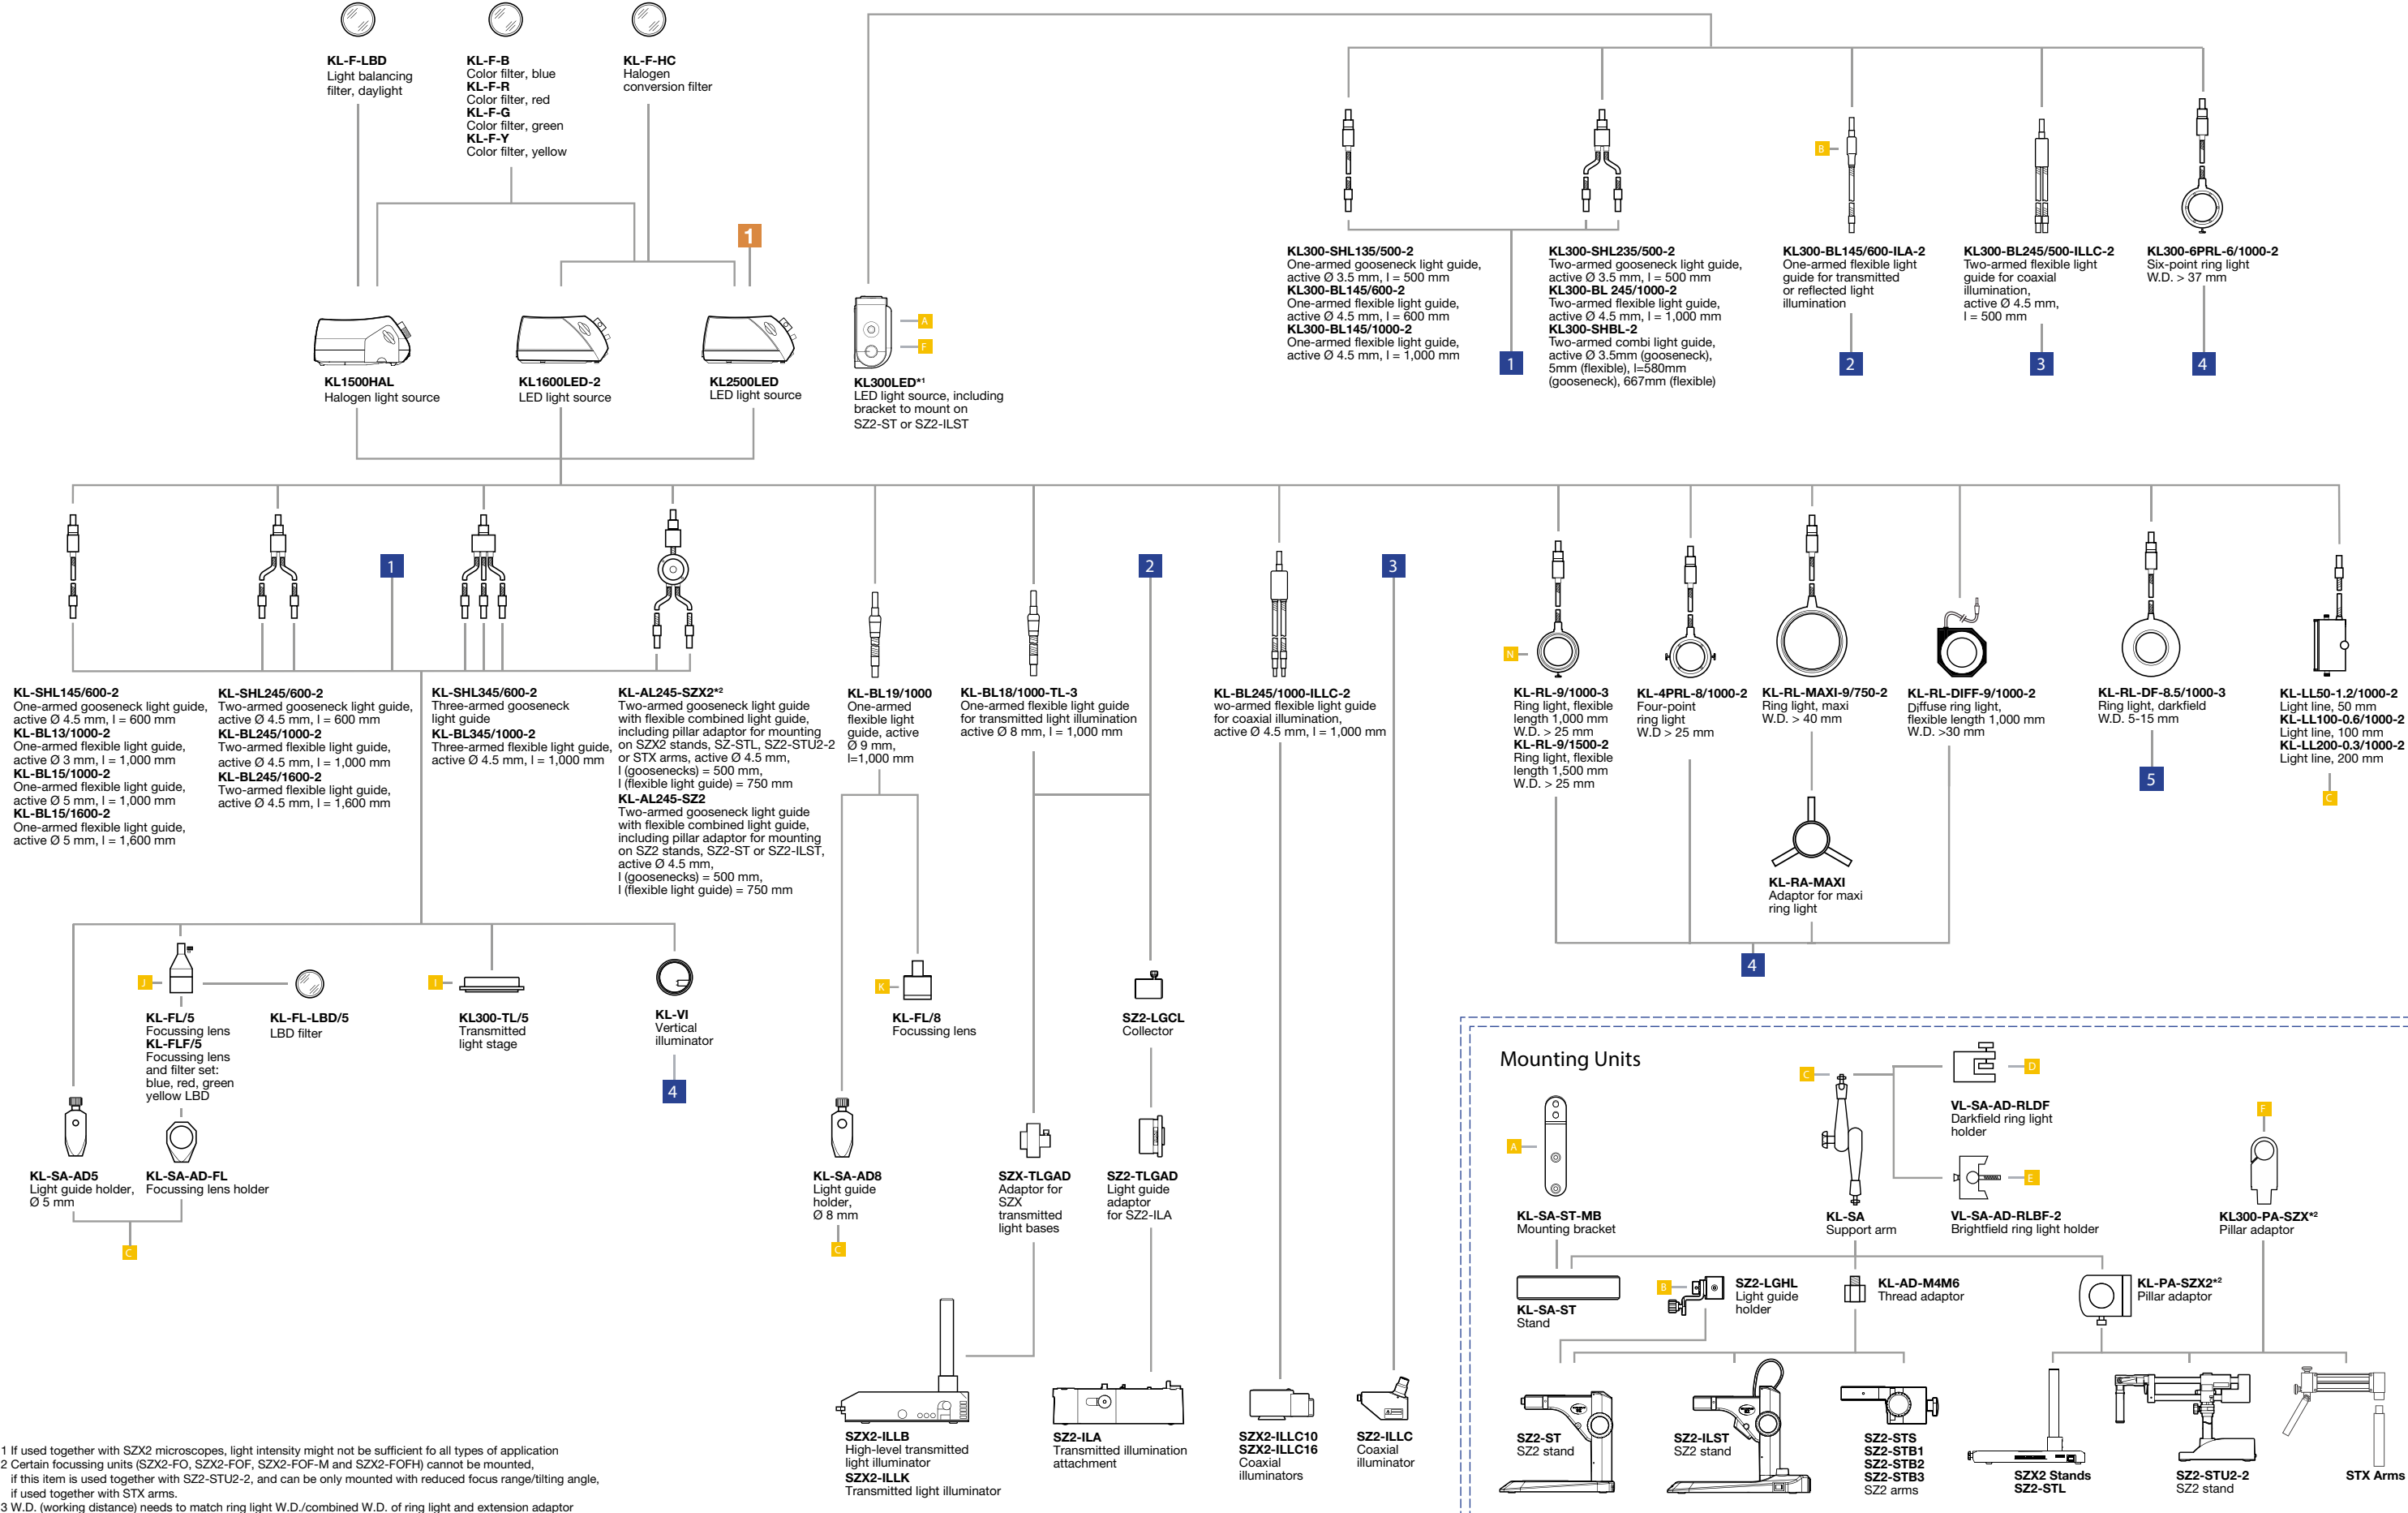 KL-F-LBD
Light balancing
filter, daylight
KL-F-B
Color filter, blue
KL-F-R
Color filter, red
KL-F-G
Color filter, green
KL-F-Y
Color filter, yellow
KL-F-HC
Halogen
conversion filter
1
KL1500HAL
Halogen light source
KL1600LED-2
LED light source
KL2500LED
LED light source
A
F
KL300LED*1
LED light source, including
bracket to mount on
SZ2-ST or SZ2-ILST
KL300-SHL135/500-2
One-armed gooseneck light guide,
active Ø 3.5 mm, l = 500 mm
KL300-BL145/600-2
One-armed flexible light guide,
active Ø 4.5 mm, l = 600 mm
KL300-BL145/1000-2
One-armed flexible light guide,
active Ø 4.5 mm, l = 1,000 mm
1
KL300-SHL235/500-2
Two-armed gooseneck light guide,
active Ø 3.5 mm, l = 500 mm
KL300-BL 245/1000-2
Two-armed flexible light guide,
active Ø 4.5 mm, l = 1,000 mm
KL300-SHBL-2
Two-armed combi light guide,
active Ø 3.5mm (gooseneck),
5mm (flexible), l=580mm
(gooseneck), 667mm (flexible)
B
KL300-BL145/600-ILA-2
One-armed flexible light
guide for transmitted
or reflected light
illumination
2
KL300-BL245/500-ILLC-2
Two-armed flexible light
guide for coaxial
illumination,
active Ø 4.5 mm,
l = 500 mm
3
KL300-6PRL-6/1000-2
Six-point ring light
W.D. > 37 mm
4
KL-SHL145/600-2
One-armed gooseneck light guide,
active Ø 4.5 mm, l = 600 mm
KL-BL13/1000-2
One-armed flexible light guide,
active Ø 3 mm, l = 1,000 mm
KL-BL15/1000-2
One-armed flexible light guide,
active Ø 5 mm, l = 1,000 mm
KL-BL15/1600-2
One-armed flexible light guide,
active Ø 5 mm, l = 1,600 mm
KL-SHL245/600-2
Two-armed gooseneck light guide,
active Ø 4.5 mm, l = 600 mm
KL-BL245/1000-2
Two-armed flexible light guide,
active Ø 4.5 mm, l = 1,000 mm
KL-BL245/1600-2
Two-armed flexible light guide,
active Ø 4.5 mm, l = 1,600 mm
1
KL-SHL345/600-2
Three-armed gooseneck
light guide
KL-BL345/1000-2
Three-armed flexible light guide,
active Ø 4.5 mm, l = 1,000 mm
KL-AL245-SZX2*2
Two-armed gooseneck light guide
with flexible combined light guide,
including pillar adaptor for mounting
on SZX2 stands, SZ-STL, SZ2-STU2-2
or STX arms, active Ø 4.5 mm,
l (goosenecks) = 500 mm,
l (flexible light guide) = 750 mm
KL-AL245-SZ2
Two-armed gooseneck light guide
with flexible combined light guide,
including pillar adaptor for mounting
on SZ2 stands, SZ2-ST or SZ2-ILST,
active Ø 4.5 mm,
l (goosenecks) = 500 mm,
l (flexible light guide) = 750 mm
KL-BL19/1000
One-armed
flexible light
guide, active
Ø 9 mm,
l=1,000 mm
KL-BL18/1000-TL-3
One-armed flexible light guide
for transmitted light illumination
active Ø 8 mm, l = 1,000 mm
2
KL-BL245/1000-ILLC-2
wo-armed flexible light guide
for coaxial illumination,
active Ø 4.5 mm, l = 1,000 mm
3
N
KL-RL-9/1000-3
Ring light, flexible
length 1,000 mm
W.D. > 25 mm
KL-RL-9/1500-2
Ring light, flexible
length 1,500 mm
W.D. > 25 mm
KL-4PRL-8/1000-2
Four-point
ring light
W.D > 25 mm
KL-RL-MAXI-9/750-2
Ring light, maxi
W.D. > 40 mm
KL-RA-MAXI
Adaptor for maxi
ring light
KL-RL-DIFF-9/1000-2
Diffuse ring light,
flexible length 1,000 mm
W.D. >30 mm
4
KL-RL-DF-8.5/1000-3
Ring light, darkfield
W.D. 5-15 mm
5
KL-LL50-1.2/1000-2
Light line, 50 mm
KL-LL100-0.6/1000-2
Light line, 100 mm
KL-LL200-0.3/1000-2
Light line, 200 mm
C
J
KL-FL/5
Focussing lens
KL-FLF/5
Focussing lens
and filter set:
blue, red, green
yellow LBD
KL-FL-LBD/5
LBD filter
I
KL300-TL/5
Transmitted
light stage
KL-VI
Vertical
illuminator
4
KL-SA-AD5
Light guide holder,
Ø 5 mm
KL-SA-AD-FL
Focussing lens holder
C
K
KL-FL/8
Focussing lens
KL-SA-AD8
Light guide
holder,
Ø 8 mm
C
SZ2-LGCL
Collector
SZX-TLGAD
Adaptor for
SZX
transmitted
light bases
SZ2-TLGAD
Light guide
adaptor
for SZ2-ILA
SZX2-ILLB
High-level transmitted
light illuminator
SZX2-ILLK
Transmitted light illuminator
SZ2-ILA
Transmitted illumination
attachment
SZX2-ILLC10
SZX2-ILLC16
Coaxial
illuminators
SZ2-ILLC
Coaxial
illuminator
Mounting Units
A
KL-SA-ST-MB
Mounting bracket
C
KL-SA
Support arm
D
VL-SA-AD-RLDF
Darkfield ring light
holder
E
VL-SA-AD-RLBF-2
Brightfield ring light holder
F
KL300-PA-SZX*2
Pillar adaptor
KL-SA-ST
Stand
B
SZ2-LGHL
Light guide
holder
KL-AD-M4M6
Thread adaptor
KL-PA-SZX2*2
Pillar adaptor
SZ2-ST
SZ2 stand
SZ2-ILST
SZ2 stand
SZ2-STS
SZ2-STB1
SZ2-STB2
SZ2-STB3
SZ2 arms
SZX2 Stands
SZ2-STL
SZ2-STU2-2
SZ2 stand
STX Arms
1 If used together with SZX2 microscopes, light intensity might not be sufficient fo all types of application
2 Certain focussing units (SZX2-FO, SZX2-FOF, SZX2-FOF-M and SZX2-FOFH) cannot be mounted,
if this item is used together with SZ2-STU2-2, and can be only mounted with reduced focus range/tilting angle,
if used together with STX arms.
3 W.D. (working distance) needs to match ring light W.D./combined W.D. of ring light and extension adaptor